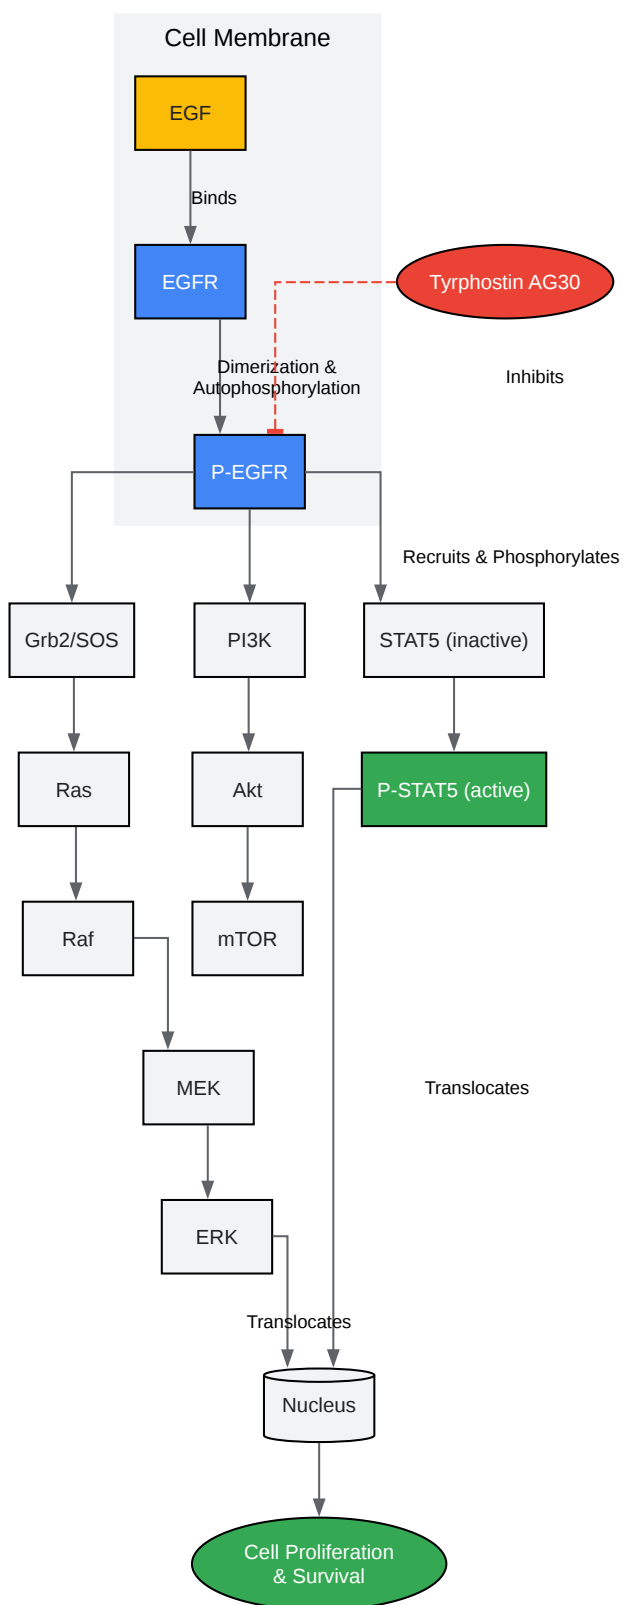 Cell Membrane
EGF
Binds
EGFR
Tyrphostin AG30
Dimerization &
Autophosphorylation
Inhibits
P-EGFR
Recruits & Phosphorylates
Grb2/SOS
PI3K
STAT5 (inactive)
Ras
Akt
P-STAT5 (active)
Raf
mTOR
MEK
Translocates
ERK
Translocates
Nucleus
Cell Proliferation
& Survival